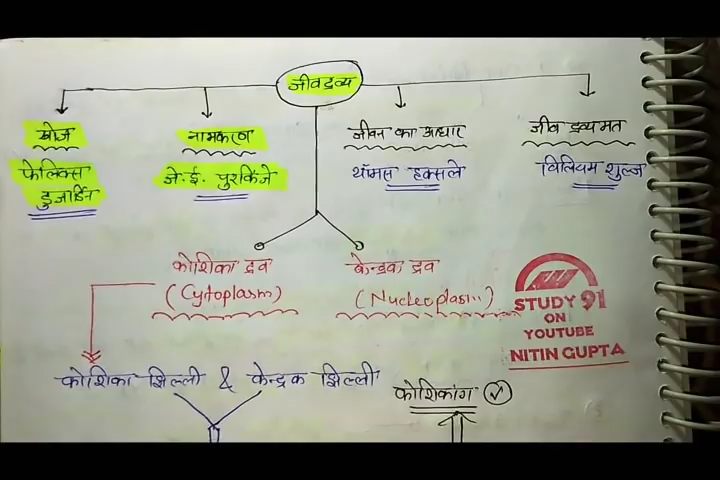 जीवद्रव्य
खोज
फेलिक्स
डुजार्डिन
नामकरण
जे.ई. पुरकिंजे
जीवन का आधार
थॉमस हक्सले
जीव द्रव्यमत
विलियम शुल्ज
कोशिका द्रव
(Cytoplasm)
केन्द्रक द्रव
(Nucleoplasm)
STUDY 91
ON
YOUTUBE
NITIN GUPTA
कोशिका झिल्ली & केन्द्रक झिल्ली
कोशिकांग